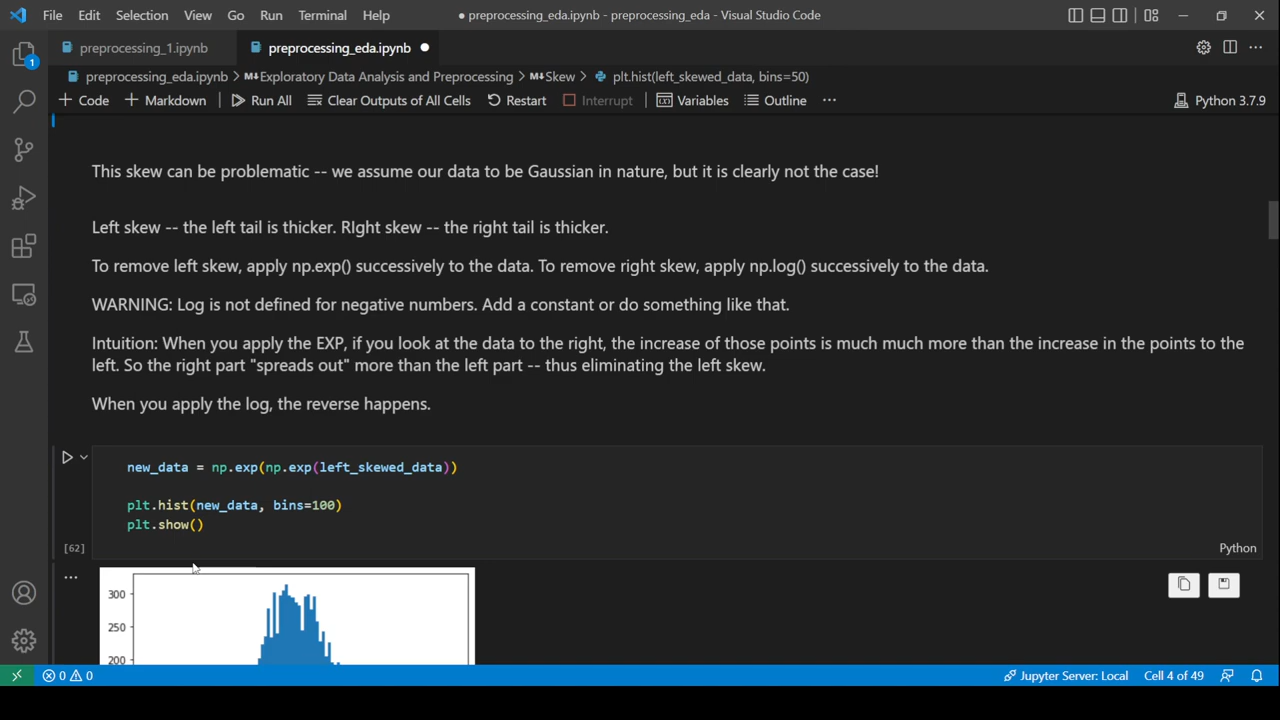 File Edit Selection View Go Run Terminal Help ● preprocessing_eda.ipynb - preprocessing_eda - Visual Studio Code
preprocessing_1.ipynb preprocessing_eda.ipynb
preprocessing_eda.ipynb > M↓Exploratory Data Analysis and Preprocessing > M↓Skew > plt.hist(left_skewed_data, bins=50)
+ Code + Markdown Run All Clear Outputs of All Cells Restart Interrupt Variables Outline ... Python 3.7.9
1
This skew can be problematic -- we assume our data to be Gaussian in nature, but it is clearly not the case!
Left skew -- the left tail is thicker. RIght skew -- the right tail is thicker.
To remove left skew, apply np.exp() successively to the data. To remove right skew, apply np.log() successively to the data.
WARNING: Log is not defined for negative numbers. Add a constant or do something like that.
Intuition: When you apply the EXP, if you look at the data to the right, the increase of those points is much much more than the increase in the points to the
left. So the right part "spreads out" more than the left part -- thus eliminating the left skew.
When you apply the log, the reverse happens.
new_data = np.exp(np.exp(left_skewed_data))
plt.hist(new_data, bins=100)
plt.show()
[62] Python
300
250
200
0 0 Jupyter Server: Local Cell 4 of 49